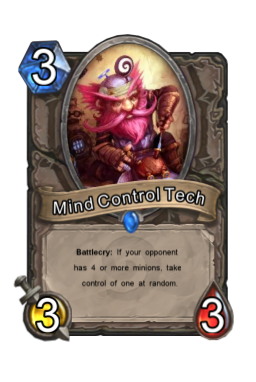 3
Mind Control Tech
Battlecry: If your opponent
has 4 or more minions, take
control of one at random.
3
3